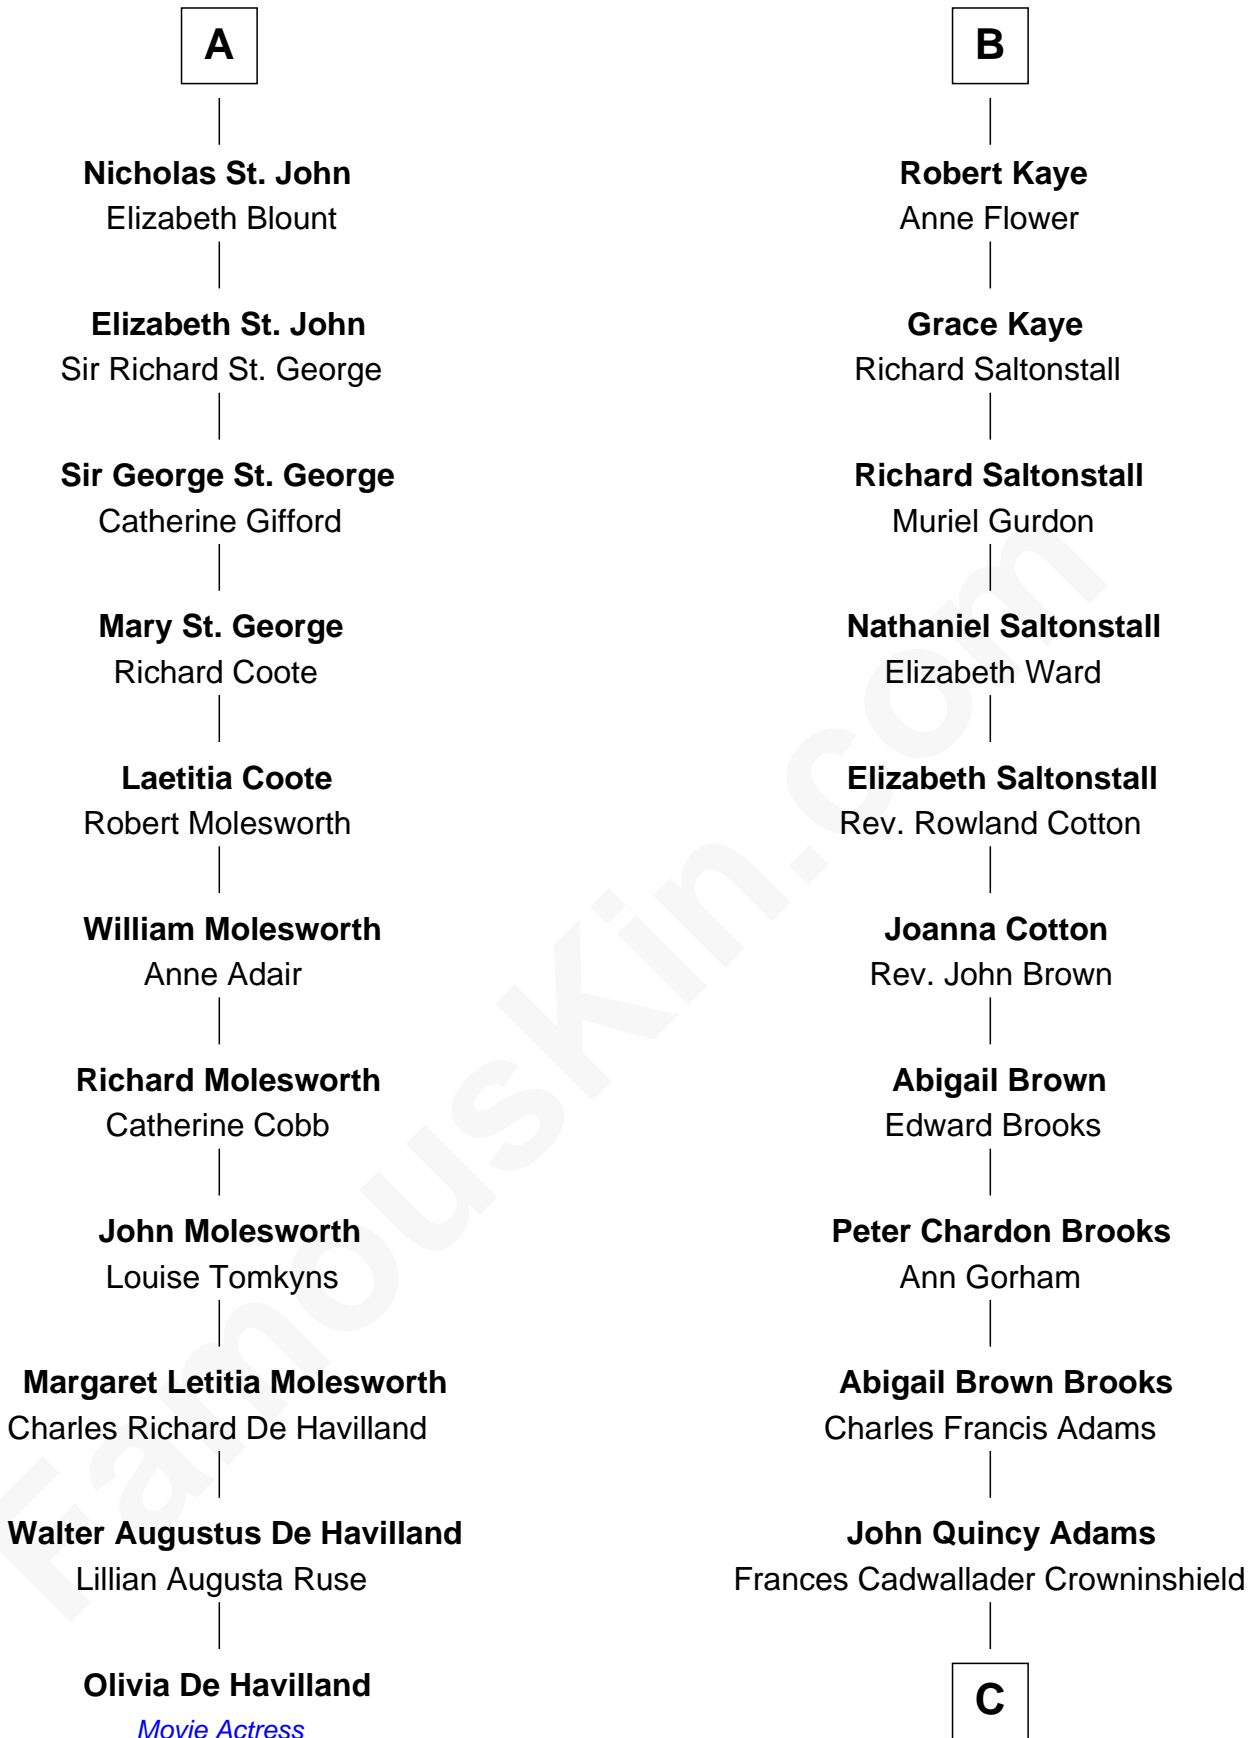 A
Nicholas St. John
Elizabeth Blount
Elizabeth St. John
Sir Richard St. George
Sir George St. George
Catherine Gifford
Mary St. George
Richard Coote
Laetitia Coote
Robert Molesworth
William Molesworth
Anne Adair
Richard Molesworth
Catherine Cobb
John Molesworth
Louise Tomkyns
Margaret Letitia Molesworth
Charles Richard De Havilland
Walter Augustus De Havilland
Lillian Augusta Ruse
Olivia De Havilland
Movie Actress
B
Robert Kaye
Anne Flower
Grace Kaye
Richard Saltonstall
Richard Saltonstall
Muriel Gurdon
Nathaniel Saltonstall
Elizabeth Ward
Elizabeth Saltonstall
Rev. Rowland Cotton
Joanna Cotton
Rev. John Brown
Abigail Brown
Edward Brooks
Peter Chardon Brooks
Ann Gorham
Abigail Brown Brooks
Charles Francis Adams
John Quincy Adams
Frances Cadwallader Crowninshield
C
FamousKin.com